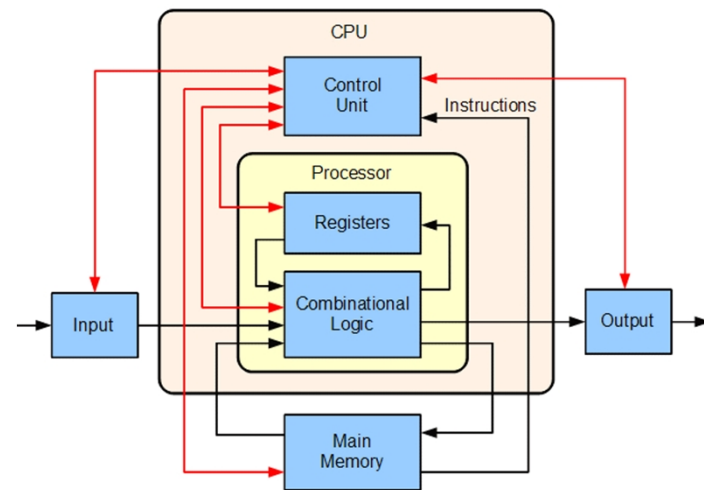 CPU
Control
Unit
Instructions
Processor
Registers
Combinational
Logic
Input
Output
Main
Memory